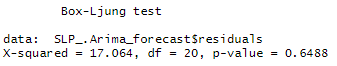 Box-Ljung test
data:  SLP_.Arima_forecast$residuals
X-squared = 17.064, df = 20, p-value = 0.6488